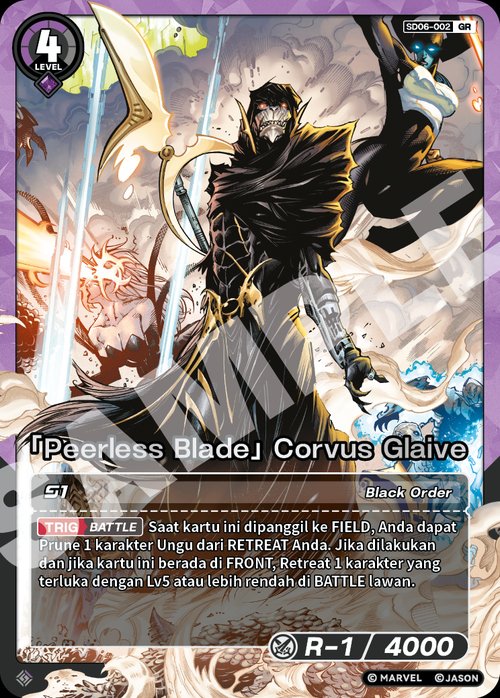 SD06-002 GR
4
LEVEL
SAMPLE
「Peerless Blade」 Corvus Glaive
S1
Black Order
TRIG BATTLE Saat kartu ini dipanggil ke FIELD, Anda dapat
Prune 1 karakter Ungu dari RETREAT Anda. Jika dilakukan
dan jika kartu ini berada di FRONT, Retreat 1 karakter yang
terluka dengan Lv5 atau lebih rendah di BATTLE lawan.
R-1 / 4000
© MARVEL © JASON